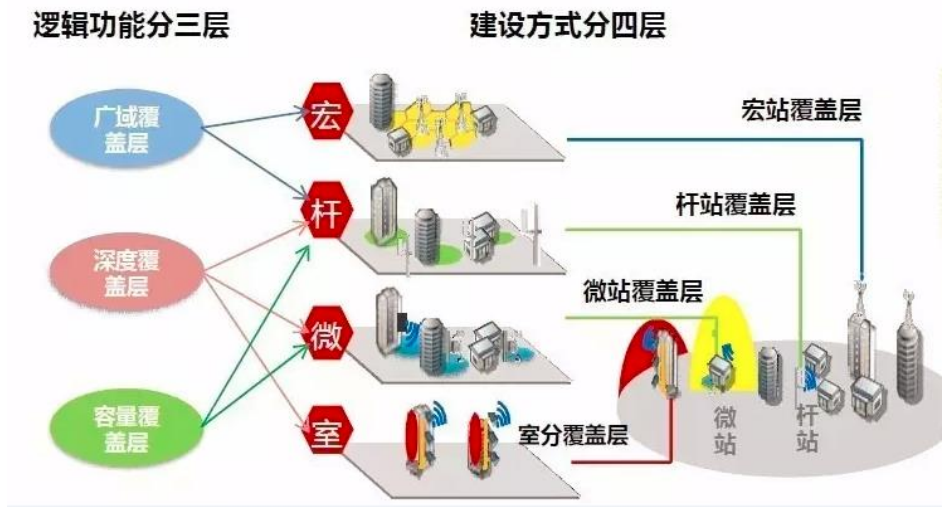 逻辑功能分三层
建设方式分四层
广域覆
盖层
深度覆
盖层
容量覆
盖层
宏
杆
微
室
宏站覆盖层
杆站覆盖层
微站覆盖层
室分覆盖层
微
站
杆
站